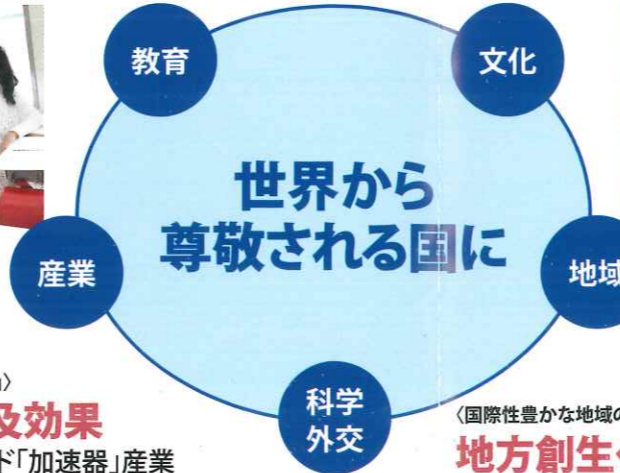 教育
文化
世界から
尊敬される国に
産業
地域
科学
外交
及効果
ド「加速器」産業
〈国際性豊かな地域の
地方創生